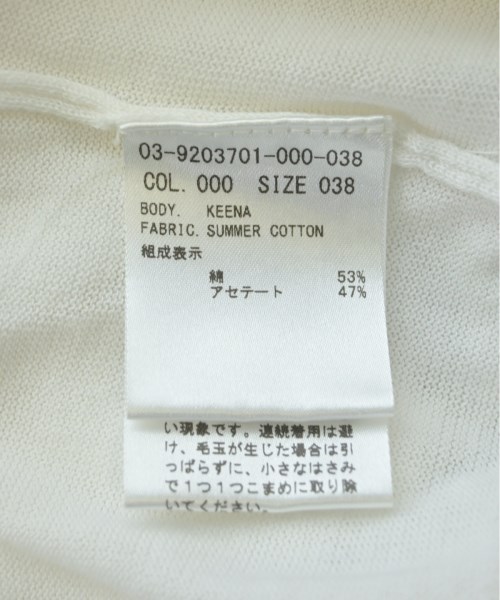 03-9203701-000-038
COL. 000 SIZE 038
BODY. KEENA
FABRIC. SUMMER COTTON
組成表示
綿 53%
アセテート 47%
い現象です。連続着用は避
け、毛玉が生じた場合は引
っぱらずに、小さなはさみ
で1つ1つこまめに取り除
いてください。